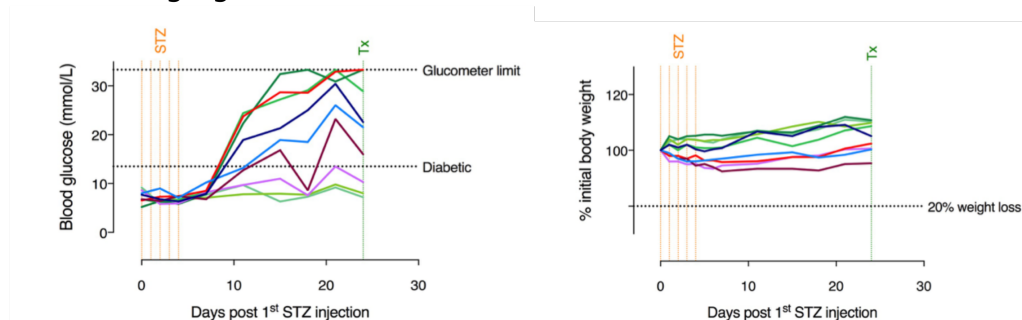 STZ
Tx
Blood glucose (mmol/L)
30
20
10
0
Glucometer limit
Diabetic
0
10
20
30
Days post 1st STZ injection
STZ
Tx
% initial body weight
120
100
20% weight loss
0
10
20
30
Days post 1st STZ injection